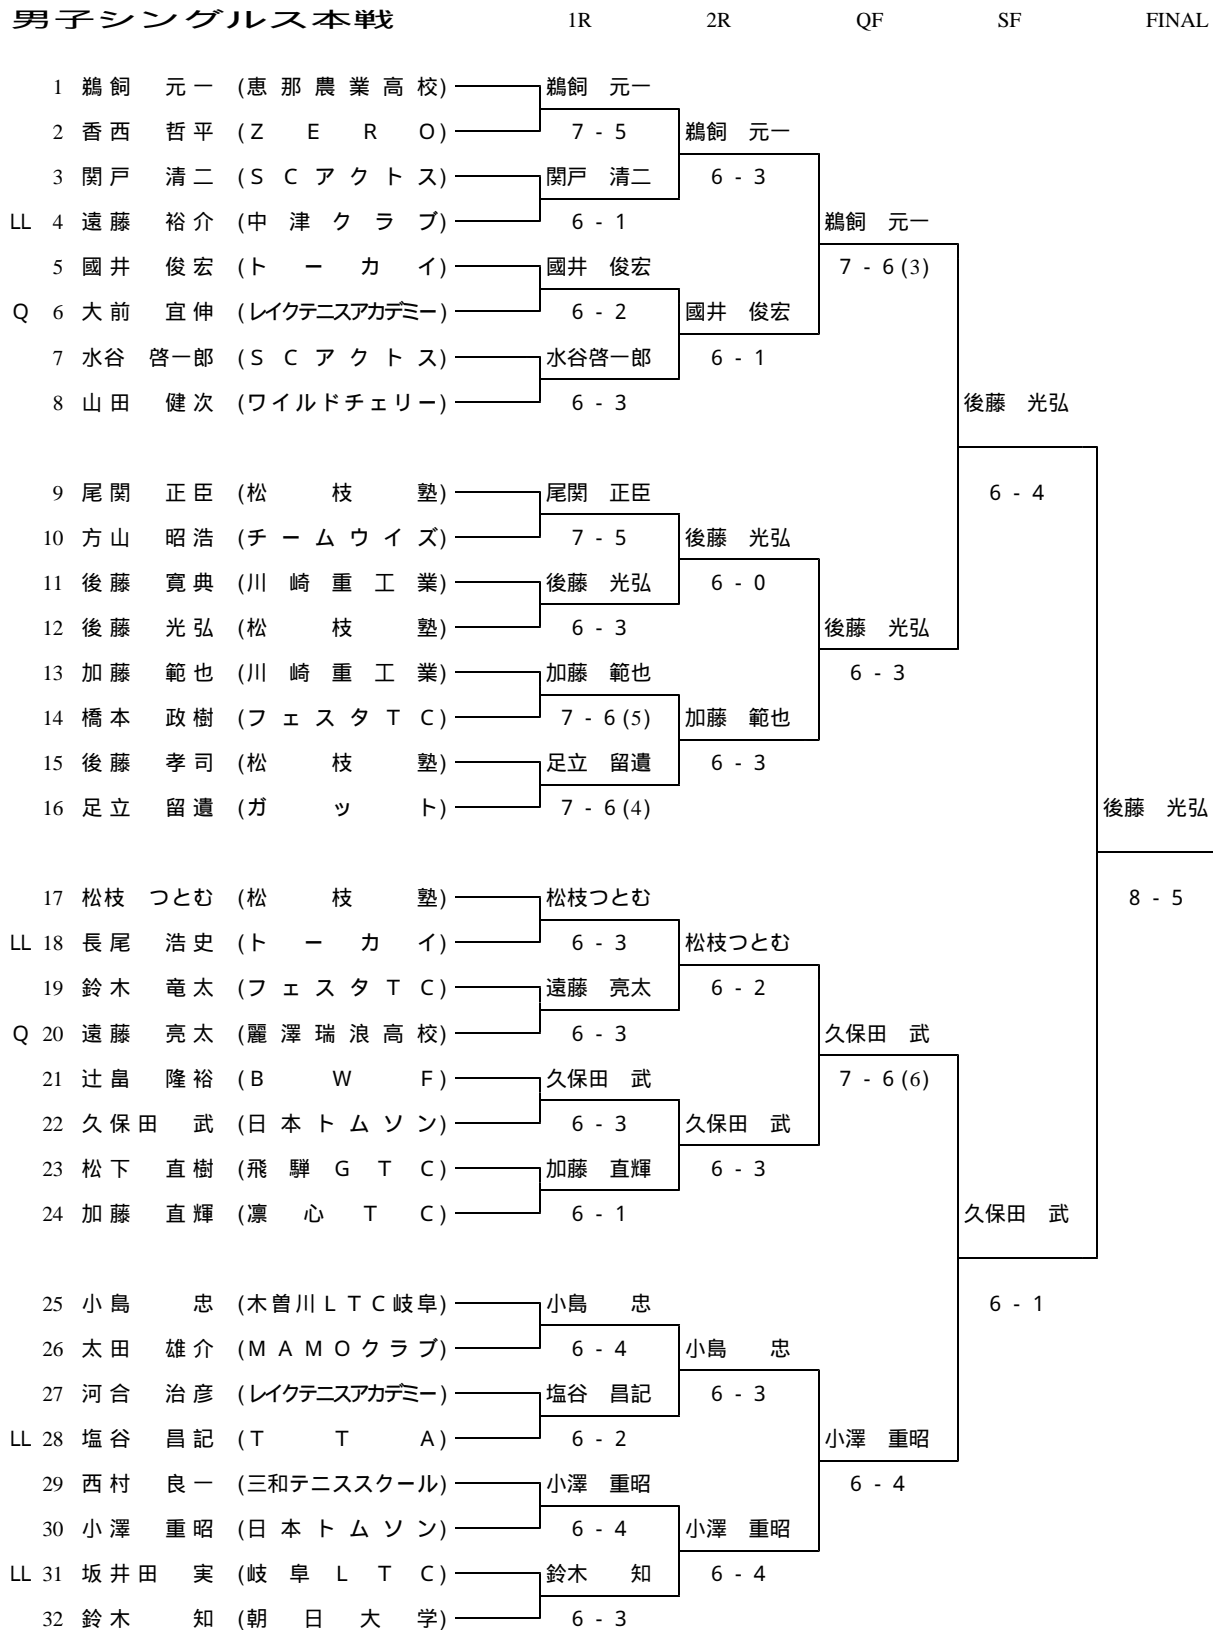 男子シングルス本戦 1R 2R QF SF FINAL
1 鵜飼 元一 (恵那農業高校) 鵜飼 元一
2 香西 哲平 (ZERO) 7 - 5 鵜飼 元一
3 関戸 清二 (SCアクトス) 関戸 清二 6 - 3
LL 4 遠藤 裕介 (中津クラブ) 6 - 1 鵜飼 元一
5 國井 俊宏 (トーカイ) 國井 俊宏 7 - 6 (3)
Q 6 大前 宜伸 (レイクテニスアカデミー) 6 - 2 國井 俊宏
7 水谷 啓一郎 (SCアクトス) 水谷啓一郎 6 - 1
8 山田 健次 (ワイルドチェリー) 6 - 3 後藤 光弘
9 尾関 正臣 (松枝塾) 尾関 正臣 6 - 4
10 方山 昭浩 (チームウイズ) 7 - 5 後藤 光弘
11 後藤 寛典 (川崎重工業) 後藤 光弘 6 - 0
12 後藤 光弘 (松枝塾) 6 - 3 後藤 光弘
13 加藤 範也 (川崎重工業) 加藤 範也 6 - 3
14 橋本 政樹 (フェスタTC) 7 - 6 (5) 加藤 範也
15 後藤 孝司 (松枝塾) 足立 留遺 6 - 3
16 足立 留遺 (ガット) 7 - 6 (4) 後藤 光弘
17 松枝 つとむ (松枝塾) 松枝つとむ 8 - 5
LL 18 長尾 浩史 (トーカイ) 6 - 3 松枝つとむ
19 鈴木 竜太 (フェスタTC) 遠藤 亮太 6 - 2
Q 20 遠藤 亮太 (麗澤瑞浪高校) 6 - 3 久保田 武
21 辻畠 隆裕 (BWF) 久保田 武 7 - 6 (6)
22 久保田 武 (日本トムソン) 6 - 3 久保田 武
23 松下 直樹 (飛騨GTC) 加藤 直輝 6 - 3
24 加藤 直輝 (凛心TC) 6 - 1 久保田 武
25 小島 忠 (木曽川LTC岐阜) 小島 忠 6 - 1
26 太田 雄介 (MAMOクラブ) 6 - 4 小島 忠
27 河合 治彦 (レイクテニスアカデミー) 塩谷 昌記 6 - 3
LL 28 塩谷 昌記 (TTA) 6 - 2 小澤 重昭
29 西村 良一 (三和テニススクール) 小澤 重昭 6 - 4
30 小澤 重昭 (日本トムソン) 6 - 4 小澤 重昭
LL 31 坂井田 実 (岐阜LTC) 鈴木 知 6 - 4
32 鈴木 知 (朝日大学) 6 - 3